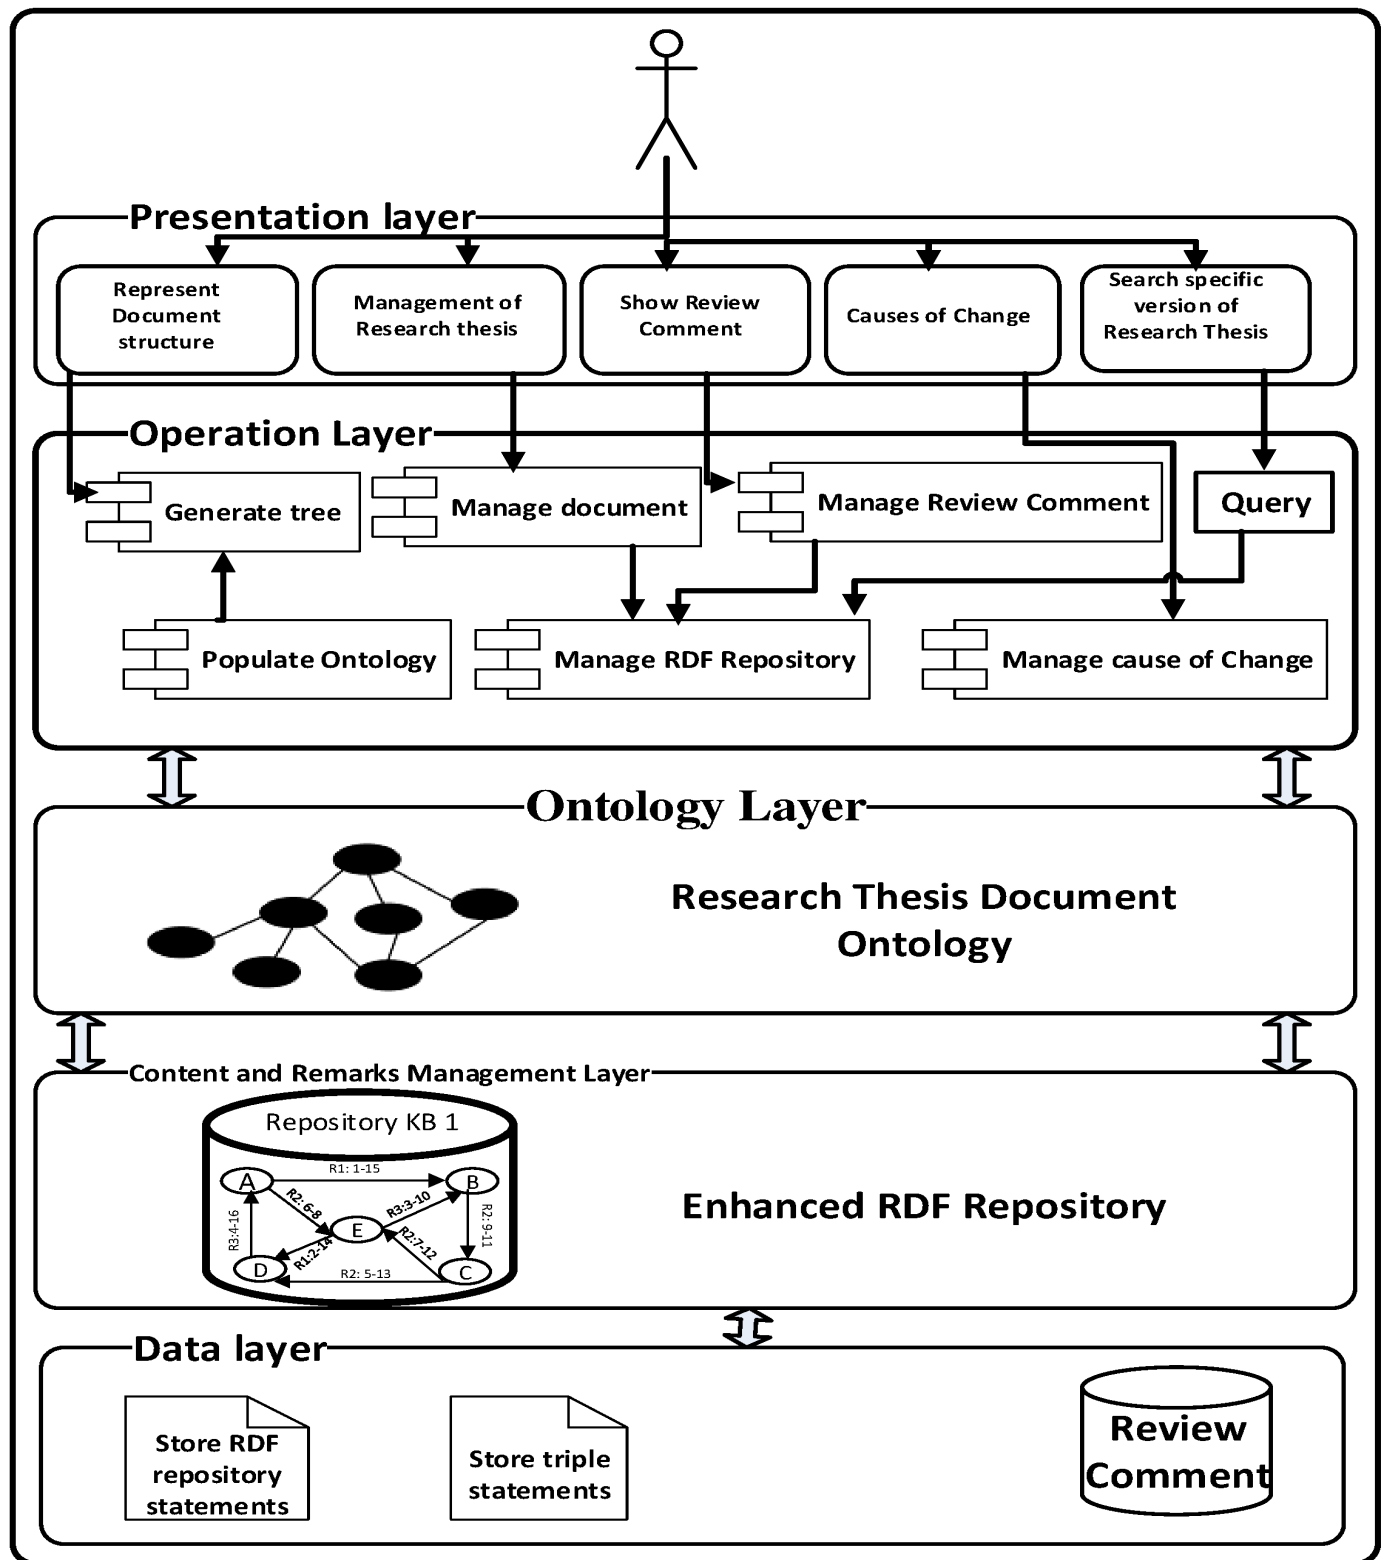 Presentation layer
Represent
Document
structure
Management of
Research thesis
Show Review
Comment
Causes of Change
Search specific
version of
Research Thesis
Operation Layer
Generate tree
Manage document
Manage Review Comment
Query
Populate Ontology
Manage RDF Repository
Manage cause of Change
Ontology Layer
Research Thesis Document
Ontology
Content and Remarks Management Layer
Repository KB 1
R1: 1-15
A
B
R2: 6-8
R3:3-10
R3:4-16
R2: 9-11
E
R1:2-14
R2:7-12
D
R2: 5-13
C
Enhanced RDF Repository
Data layer
Store RDF
repository
statements
Store triple
statements
Review
Comment